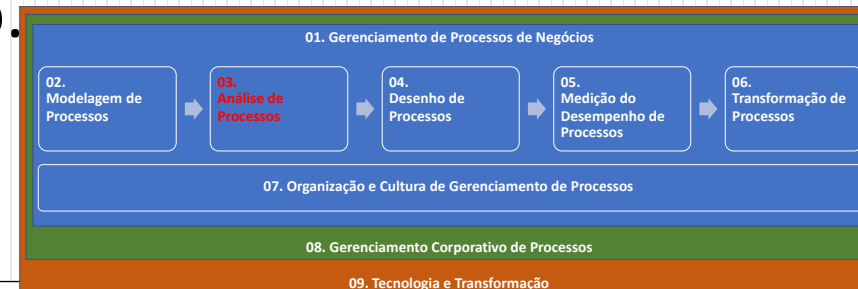 01. Gerenciamento de Processos de Negócios
02.
Modelagem de
Processos
03.
Análise de
Processos
04.
Desenho de
Processos
05.
Medição do
Desempenho de
Processos
06.
Transformação de
Processos
07. Organização e Cultura de Gerenciamento de Processos
08. Gerenciamento Corporativo de Processos
09. Tecnologia e Transformação